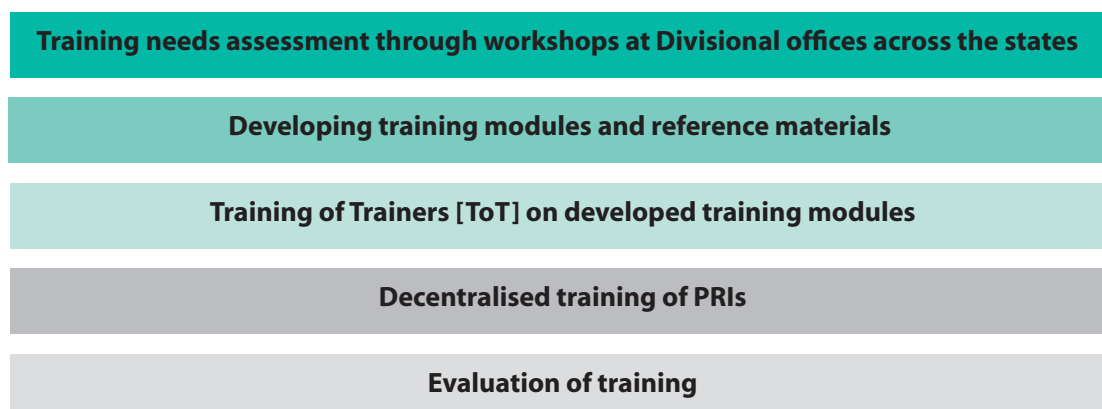 Training needs assessment through workshops at Divisional offices across the states
Developing training modules and reference materials
Training of Trainers [ToT] on developed training modules
Decentralised training of PRIs
Evaluation of training